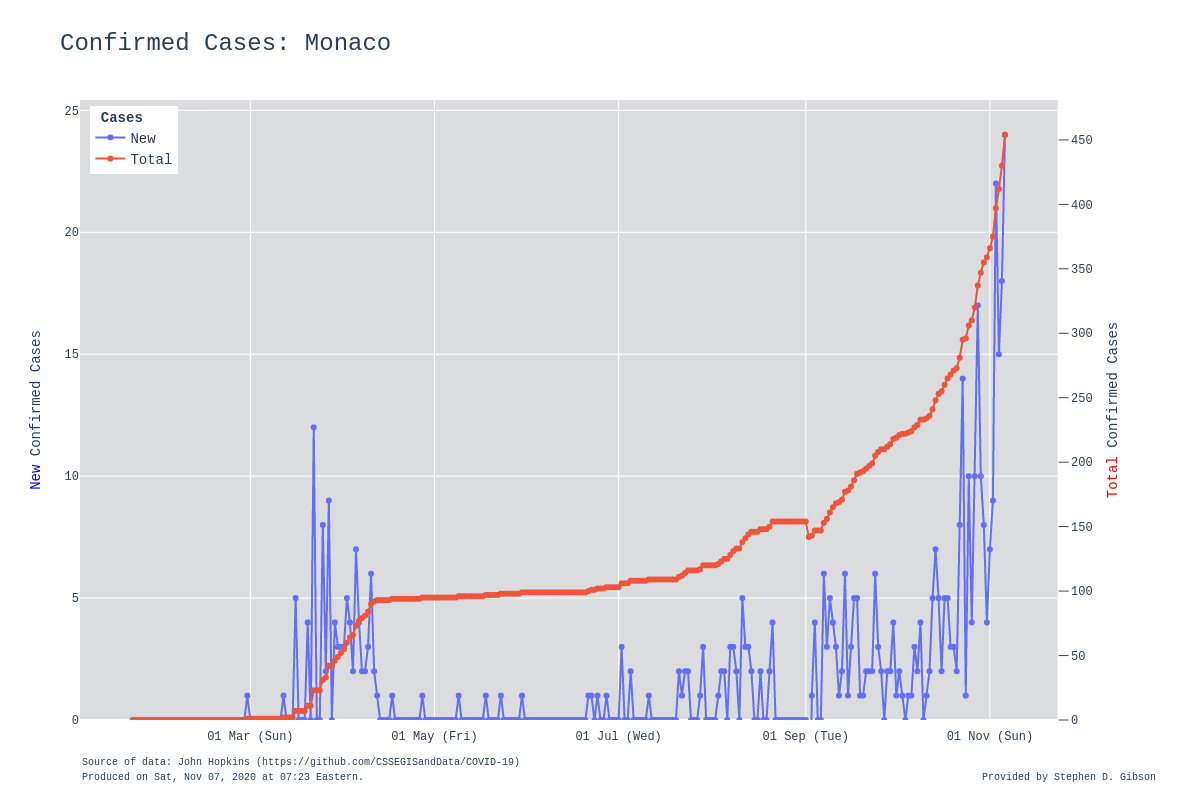 Confirmed Cases: Monaco
Cases
New
Total
25
20
15
10
5
0
450
400
350
300
250
200
150
100
50
0
New Confirmed Cases
Total Confirmed Cases
01 Mar (Sun)
01 May (Fri)
01 Jul (Wed)
01 Sep (Tue)
01 Nov (Sun)
Source of data: John Hopkins (https://github.com/CSSEGISandData/COVID-19)
Produced on Sat, Nov 07, 2020 at 07:23 Eastern.
Provided by Stephen D. Gibson